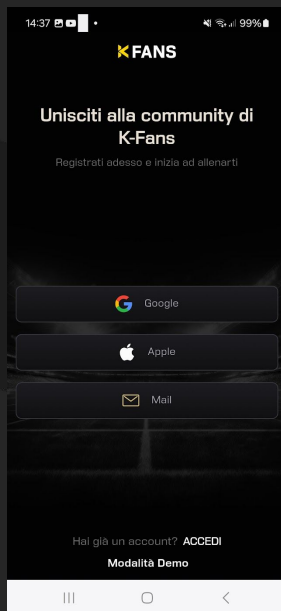 14:37 99%
K FANS
Unisciti alla community di
K-Fans
Registrati adesso e inizia ad allenarti
Google
Apple
Mail
Hai già un account? ACCEDI
Modalità Demo